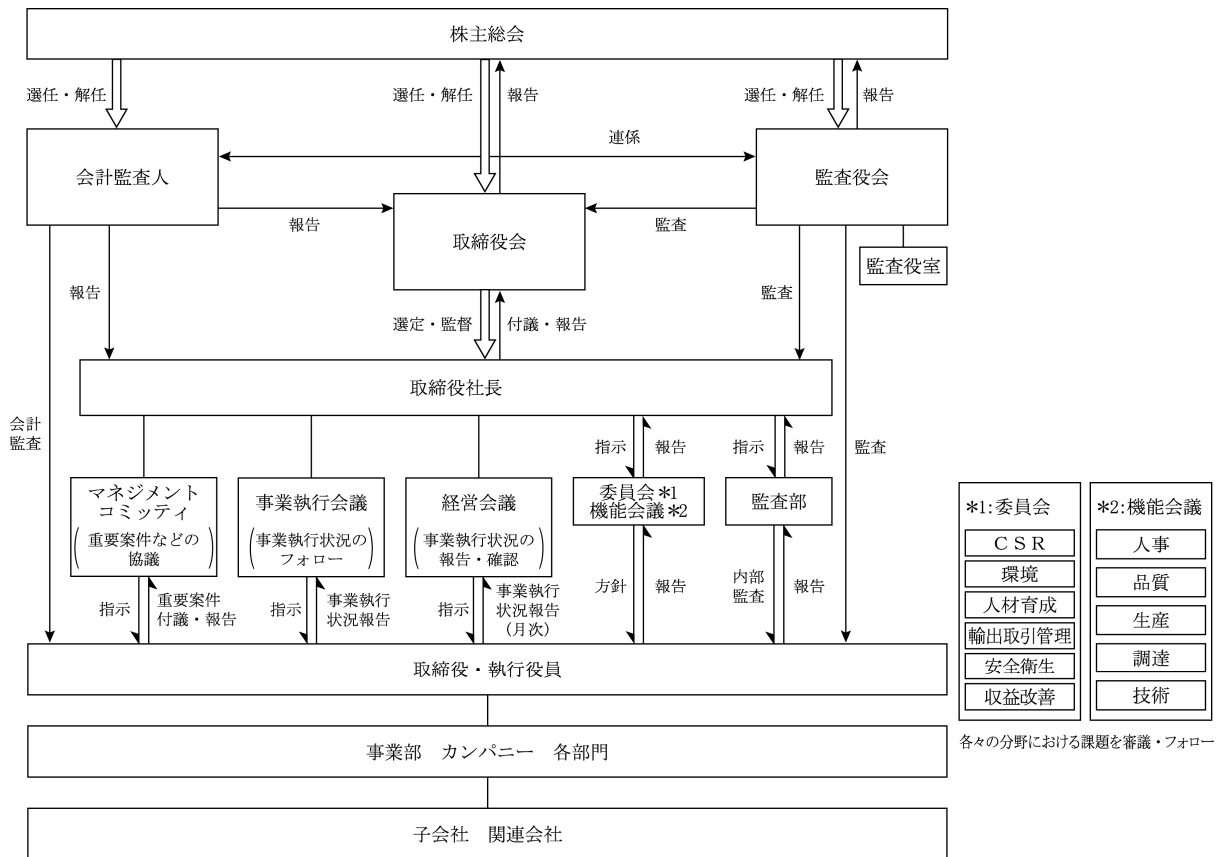 株主総会
選任・解任
選任・解任
報告
選任・解任
報告
連係
会計監査人
監査役会
報告
監査
取締役会
監査役室
報告
選定・監督
付議・報告
監査
取締役社長
会計
監査
指示
報告
指示
報告
監査
マネジメント
コミッティ
(重要案件などの
協議)
事業執行会議
(事業執行状況の
フォロー)
経営会議
(事業執行状況の
報告・確認)
委員会*1
機能会議*2
監査部
指示
重要案件
付議・報告
指示
事業執行
状況報告
指示
事業執行
状況報告
(月次)
方針
報告
内部
監査
報告
取締役・執行役員
事業部 カンパニー 各部門
子会社 関連会社
*1:委員会
CSR
環境
人材育成
輸出取引管理
安全衛生
収益改善
*2:機能会議
人事
品質
生産
調達
技術
各々の分野における課題を審議・フォロー